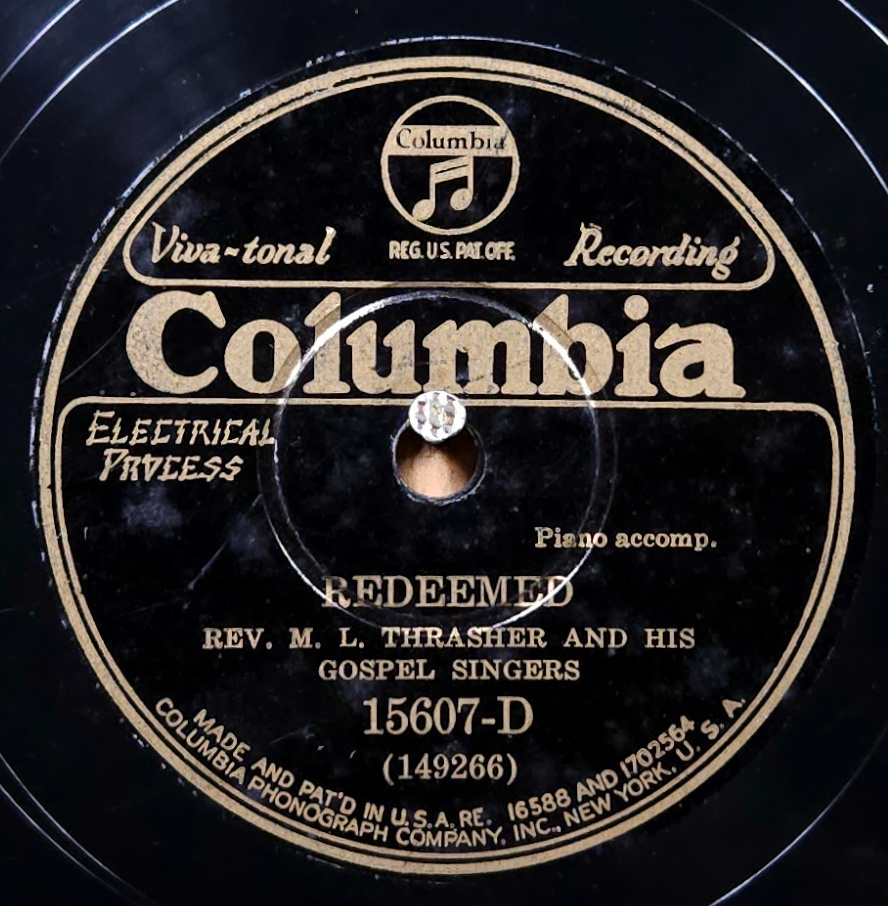 Columbia
REG. U.S. PAT. OFF.
Viva-tonal Recording
Columbia
ELECTRICAL
PROCESS
Piano accomp.
REDEEMED
REV. M. L. THRASHER AND HIS
GOSPEL SINGERS
15607-D
(149266)
MADE AND PAT'D IN U.S.A. RE. 16588 AND 1702564
COLUMBIA PHONOGRAPH COMPANY, INC., NEW YORK, U. S. A.